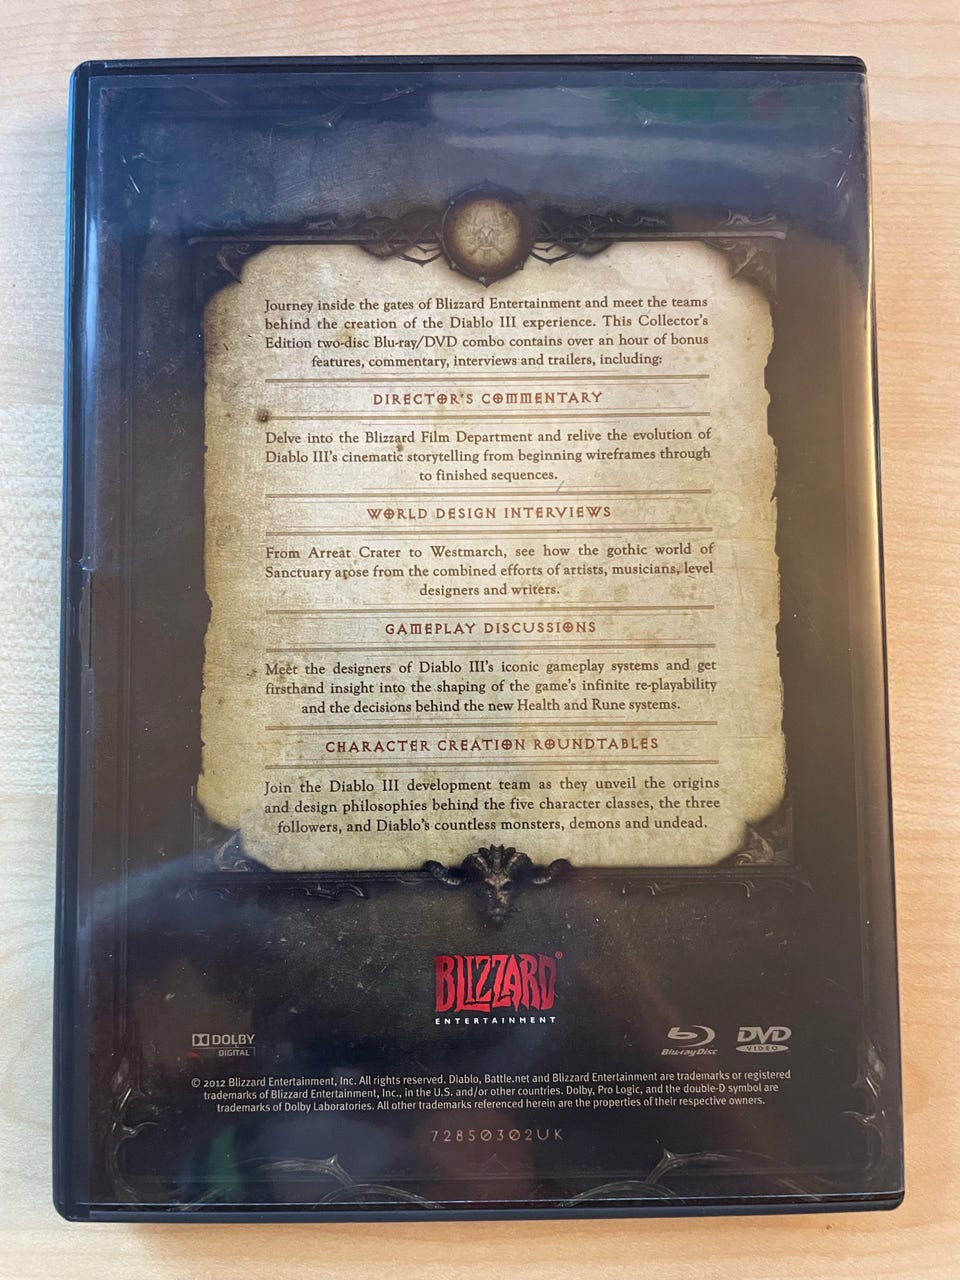 Journey inside the gates of Blizzard Entertainment and meet the teams
behind the creation of the Diablo III experience. This Collector's
Edition two-disc Blu-ray/DVD combo contains over an hour of bonus
features, commentary, interviews and trailers, including:
DIRECTOR'S COMMENTARY
Delve into the Blizzard Film Department and relive the evolution of
Diablo III's cinematic storytelling from beginning wireframes through
to finished sequences.
WORLD DESIGN INTERVIEWS
From Arreat Crater to Westmarch, see how the gothic world of
Sanctuary arose from the combined efforts of artists, musicians, level
designers and writers.
GAMEPLAY DISCUSSIONS
Meet the designers of Diablo III's iconic gameplay systems and get
firsthand insight into the shaping of the game's infinite re-playability
and the decisions behind the new Health and Rune systems.
CHARACTER CREATION ROUNDTABLES
Join the Diablo III development team as they unveil the origins
and design philosophies behind the five character classes, the three
followers, and Diablo's countless monsters, demons and undead.
BLIZZARD®
ENTERTAINMENT
DOLBY
DIGITAL
Blu-ray Disc
DVD
VIDEO
© 2012 Blizzard Entertainment, Inc. All rights reserved. Diablo, Battle.net and Blizzard Entertainment are trademarks or registered
trademarks of Blizzard Entertainment, Inc., in the U.S. and/or other countries. Dolby, Pro Logic, and the double-D symbol are
trademarks of Dolby Laboratories. All other trademarks referenced herein are the properties of their respective owners.
72850302UK